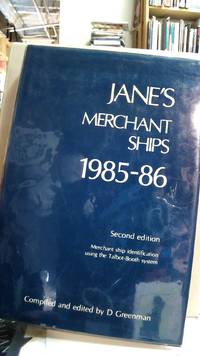 JANE'S
MERCHANT
SHIPS
1985-86
Second edition
Merchant ship identification
using the Talbot-Booth system
Compiled and edited by D Greenman